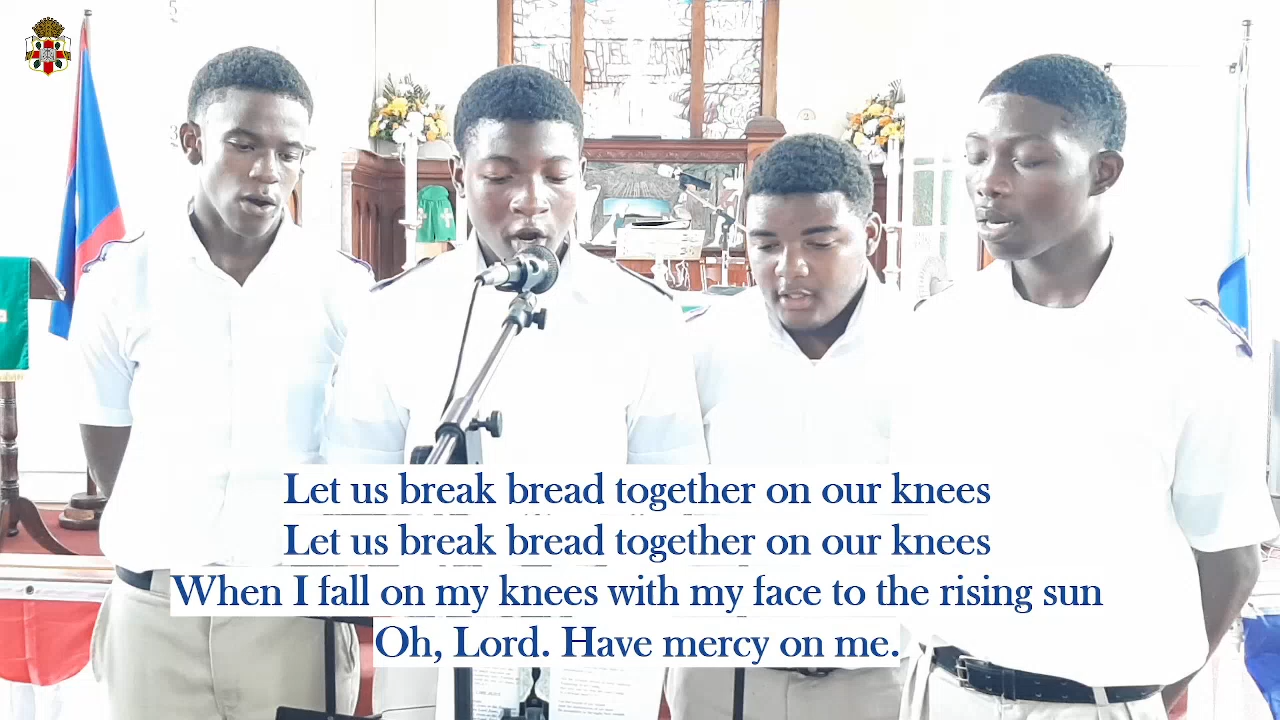 Let us break bread together on our knees
Let us break bread together on our knees
When I fall on my knees with my face to the rising sun
Oh, Lord. Have mercy on me.